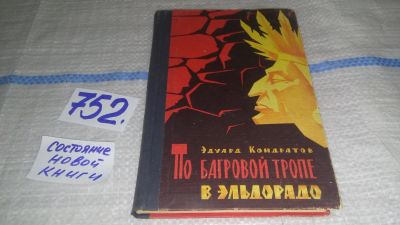 752.
СОСТОЯНИЕ
НОВОЙ
КНИГИ
Эдуард Кондратов
ПО БАГРОВОЙ ТРОПЕ
В ЭЛЬДОРАДО